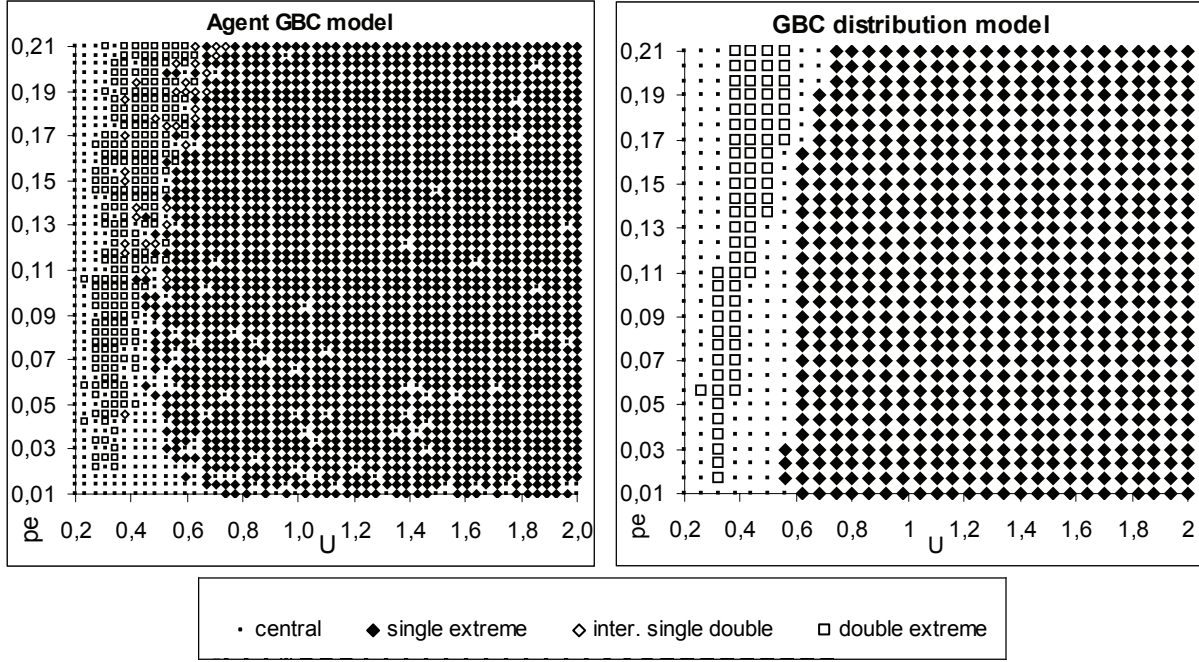 Agent GBC model
0,21
0,19
0,17
0,15
0,13
0,11
0,09
0,07
0,05
0,03
0,01
pe
0,2 0,4 0,6 0,8 1,0 1,2 1,4 1,6 1,8 2,0
U
GBC distribution model
0,21
0,19
0,17
0,15
0,13
0,11
0,09
0,07
0,05
0,03
0,01
pe
0,2 0,4 0,6 0,8 1 1,2 1,4 1,6 1,8 2
U
central single extreme inter. single double double extreme